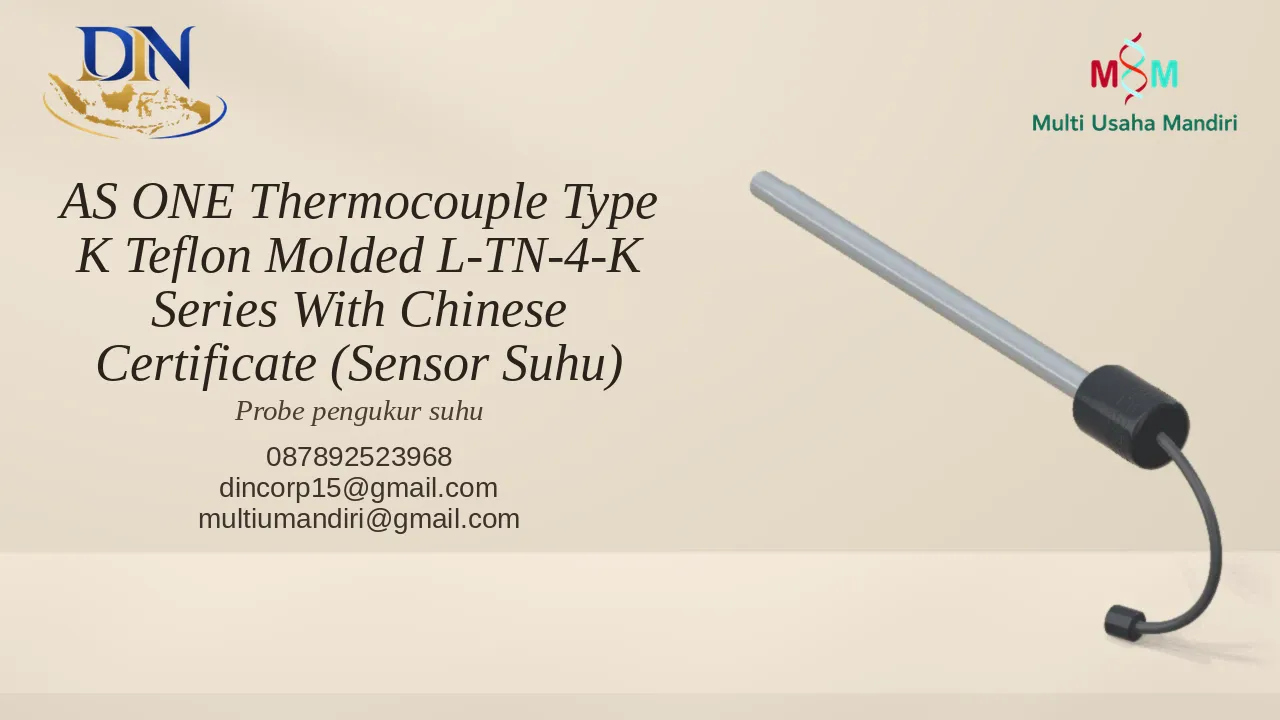 DIN
M M
Multi Usaha Mandiri
AS ONE Thermocouple Type
K Teflon Molded L-TN-4-K
Series With Chinese
Certificate (Sensor Suhu)
Probe pengukur suhu
087892523968
dincorp15@gmail.com
multiumandiri@gmail.com